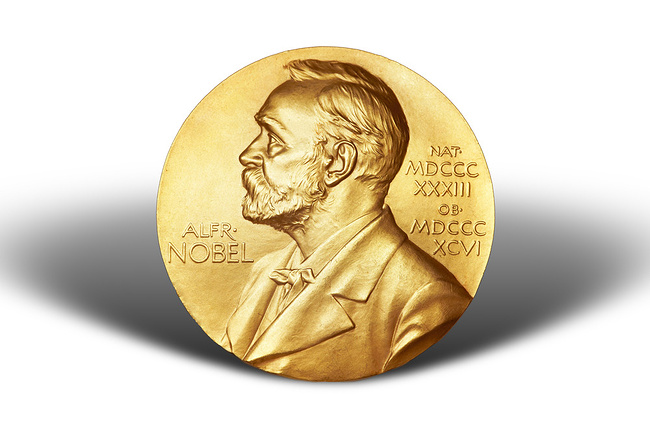 ALFR·
NOBEL
NAT·
MDCCC
XXXIII
OB·
MDCCC
XCVI